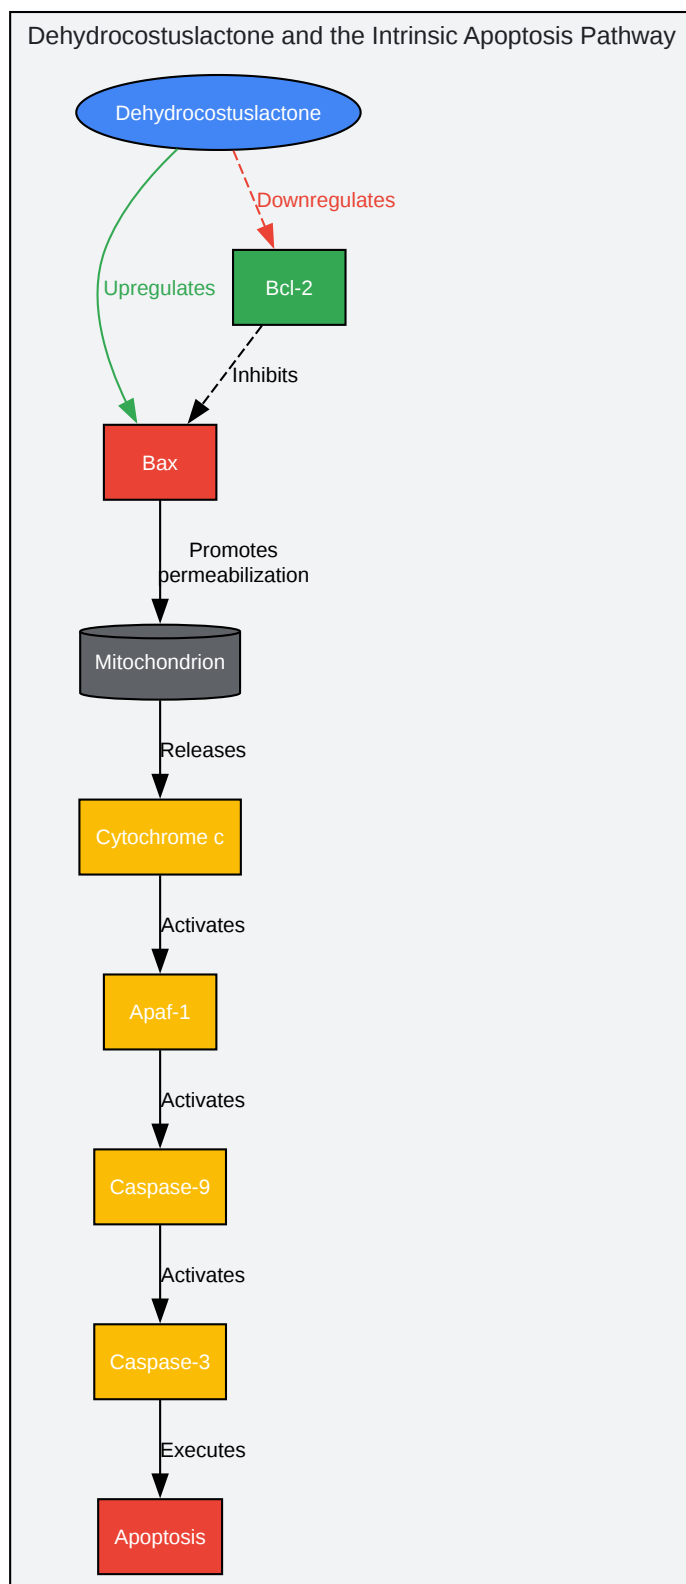 Dehydrocostuslactone and the Intrinsic Apoptosis Pathway
Dehydrocostuslactone
Downregulates
Upregulates
Bcl-2
Inhibits
Bax
Promotes
permeabilization
Mitochondrion
Releases
Cytochrome c
Activates
Apaf-1
Activates
Caspase-9
Activates
Caspase-3
Executes
Apoptosis